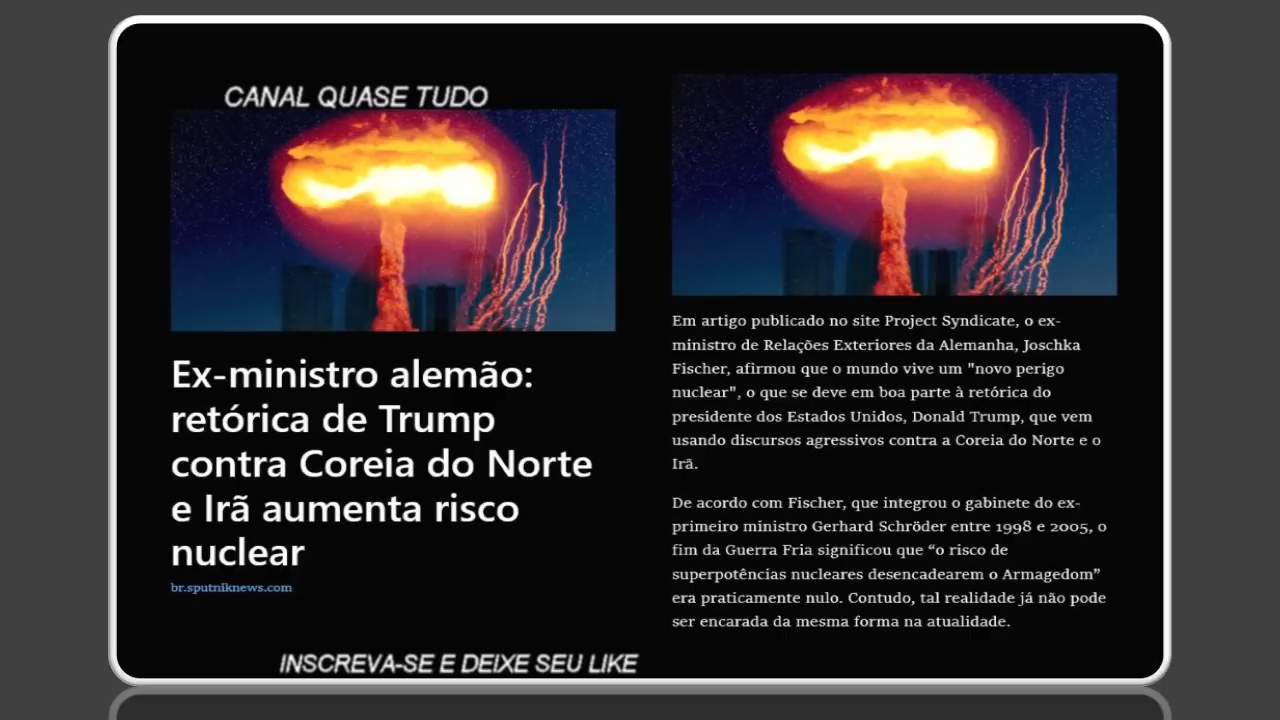 CANAL QUASE TUDO
Ex-ministro alemão:
retórica de Trump
contra Coreia do Norte
e Irã aumenta risco
nuclear
br.sputniknews.com
Em artigo publicado no site Project Syndicate, o ex-
ministro de Relações Exteriores da Alemanha, Joschka
Fischer, afirmou que o mundo vive um "novo perigo
nuclear", o que se deve em boa parte à retórica do
presidente dos Estados Unidos, Donald Trump, que vem
usando discursos agressivos contra a Coreia do Norte e o
Irã.
De acordo com Fischer, que integrou o gabinete do ex-
primeiro ministro Gerhard Schröder entre 1998 e 2005, o
fim da Guerra Fria significou que “o risco de
superpotências nucleares desencadearem o Armagedom”
era praticamente nulo. Contudo, tal realidade já não pode
ser encarada da mesma forma na atualidade.
INSCREVA-SE E DEIXE SEU LIKE